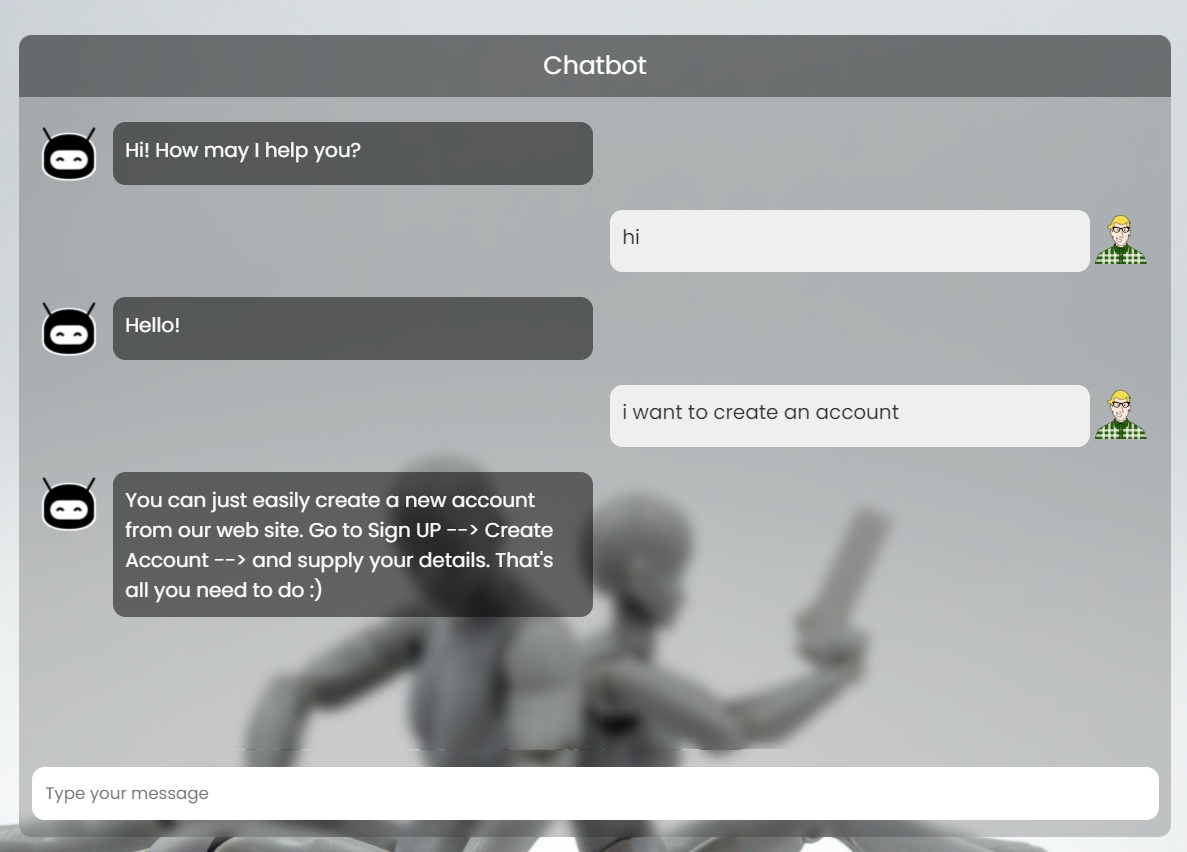 Chatbot
Hi! How may I help you?
hi
Hello!
i want to create an account
You can just easily create a new account
from our web site. Go to Sign UP --> Create
Account --> and supply your details. That's
all you need to do :)
Type your message